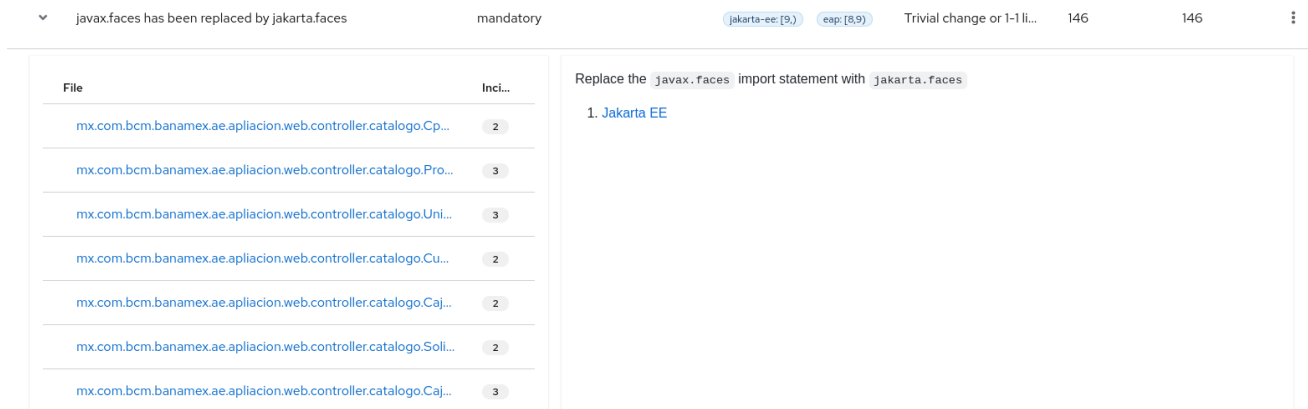 javax.faces has been replaced by jakarta.faces mandatory jakarta-ee: [9,) eap: [8,9) Trivial change or 1-1 li... 146 146
File Inci...
mx.com.bcm.banamex.ae.apliacion.web.controller.catalogo.Cp... 2
mx.com.bcm.banamex.ae.apliacion.web.controller.catalogo.Pro... 3
mx.com.bcm.banamex.ae.apliacion.web.controller.catalogo.Uni... 3
mx.com.bcm.banamex.ae.apliacion.web.controller.catalogo.Cu... 2
mx.com.bcm.banamex.ae.apliacion.web.controller.catalogo.Caj... 2
mx.com.bcm.banamex.ae.apliacion.web.controller.catalogo.Soli... 2
mx.com.bcm.banamex.ae.apliacion.web.controller.catalogo.Caj... 3
Replace the javax.faces import statement with jakarta.faces
1. Jakarta EE